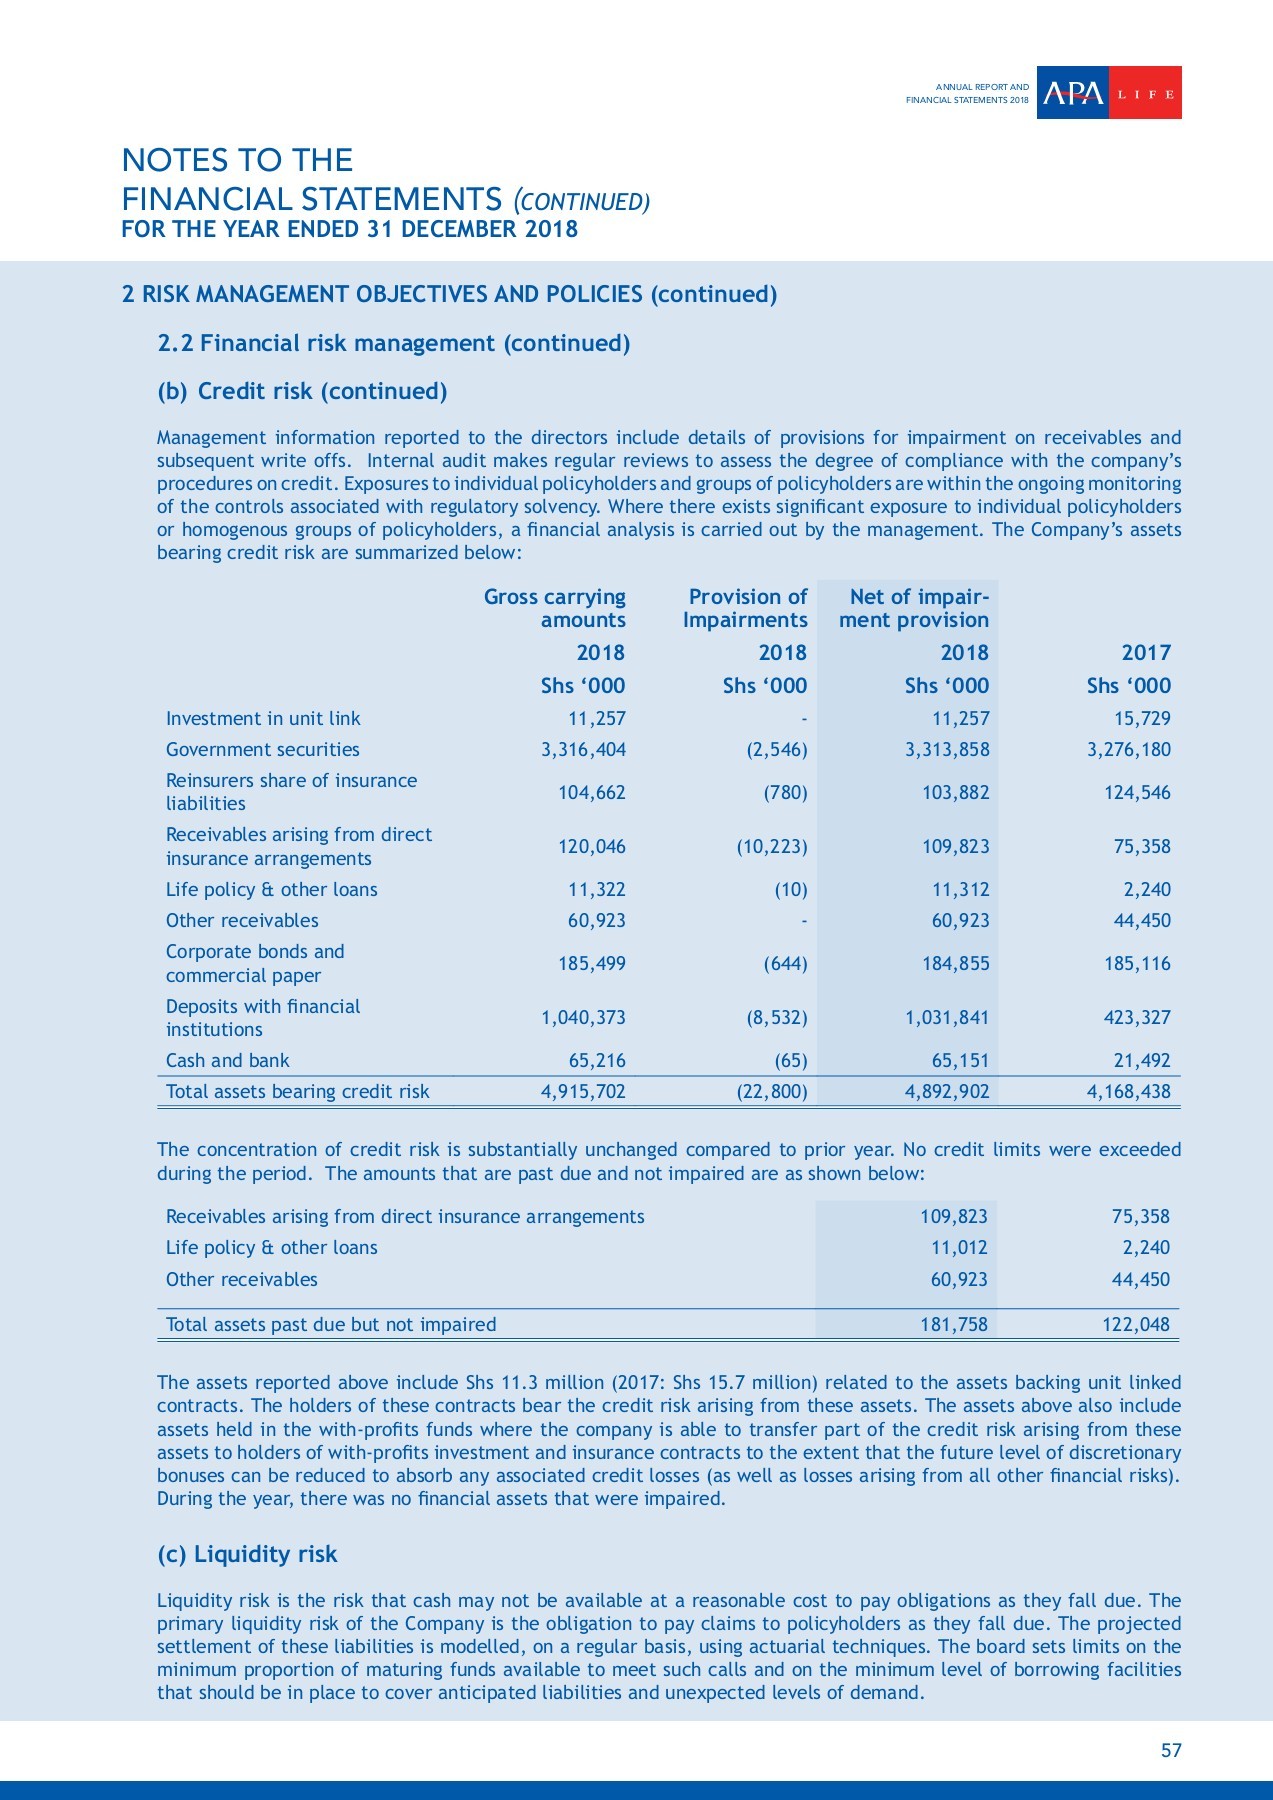 ANNUAL REPORT AND
FINANCIAL STATEMENTS 2018
APA LIFE
NOTES TO THE
FINANCIAL STATEMENTS (CONTINUED)
FOR THE YEAR ENDED 31 DECEMBER 2018
2 RISK MANAGEMENT OBJECTIVES AND POLICIES (continued)
2.2 Financial risk management (continued)
(b) Credit risk (continued)
Management information reported to the directors include details of provisions for impairment on receivables and
subsequent write offs. Internal audit makes regular reviews to assess the degree of compliance with the company’s
procedures on credit. Exposures to individual policyholders and groups of policyholders are within the ongoing monitoring
of the controls associated with regulatory solvency. Where there exists significant exposure to individual policyholders
or homogenous groups of policyholders, a financial analysis is carried out by the management. The Company’s assets
bearing credit risk are summarized below:
Gross carrying Provision of Net of impair-
amounts Impairments ment provision
2018 2018 2018 2017
Shs ‘000 Shs ‘000 Shs ‘000 Shs ‘000
Investment in unit link 11,257 - 11,257 15,729
Government securities 3,316,404 (2,546) 3,313,858 3,276,180
Reinsurers share of insurance
liabilities 104,662 (780) 103,882 124,546
Receivables arising from direct
insurance arrangements 120,046 (10,223) 109,823 75,358
Life policy & other loans 11,322 (10) 11,312 2,240
Other receivables 60,923 - 60,923 44,450
Corporate bonds and
commercial paper 185,499 (644) 184,855 185,116
Deposits with financial
institutions 1,040,373 (8,532) 1,031,841 423,327
Cash and bank 65,216 (65) 65,151 21,492
Total assets bearing credit risk 4,915,702 (22,800) 4,892,902 4,168,438
The concentration of credit risk is substantially unchanged compared to prior year. No credit limits were exceeded
during the period. The amounts that are past due and not impaired are as shown below:
Receivables arising from direct insurance arrangements 109,823 75,358
Life policy & other loans 11,012 2,240
Other receivables 60,923 44,450
Total assets past due but not impaired 181,758 122,048
The assets reported above include Shs 11.3 million (2017: Shs 15.7 million) related to the assets backing unit linked
contracts. The holders of these contracts bear the credit risk arising from these assets. The assets above also include
assets held in the with-profits funds where the company is able to transfer part of the credit risk arising from these
assets to holders of with-profits investment and insurance contracts to the extent that the future level of discretionary
bonuses can be reduced to absorb any associated credit losses (as well as losses arising from all other financial risks).
During the year, there was no financial assets that were impaired.
(c) Liquidity risk
Liquidity risk is the risk that cash may not be available at a reasonable cost to pay obligations as they fall due. The
primary liquidity risk of the Company is the obligation to pay claims to policyholders as they fall due. The projected
settlement of these liabilities is modelled, on a regular basis, using actuarial techniques. The board sets limits on the
minimum proportion of maturing funds available to meet such calls and on the minimum level of borrowing facilities
that should be in place to cover anticipated liabilities and unexpected levels of demand.
57